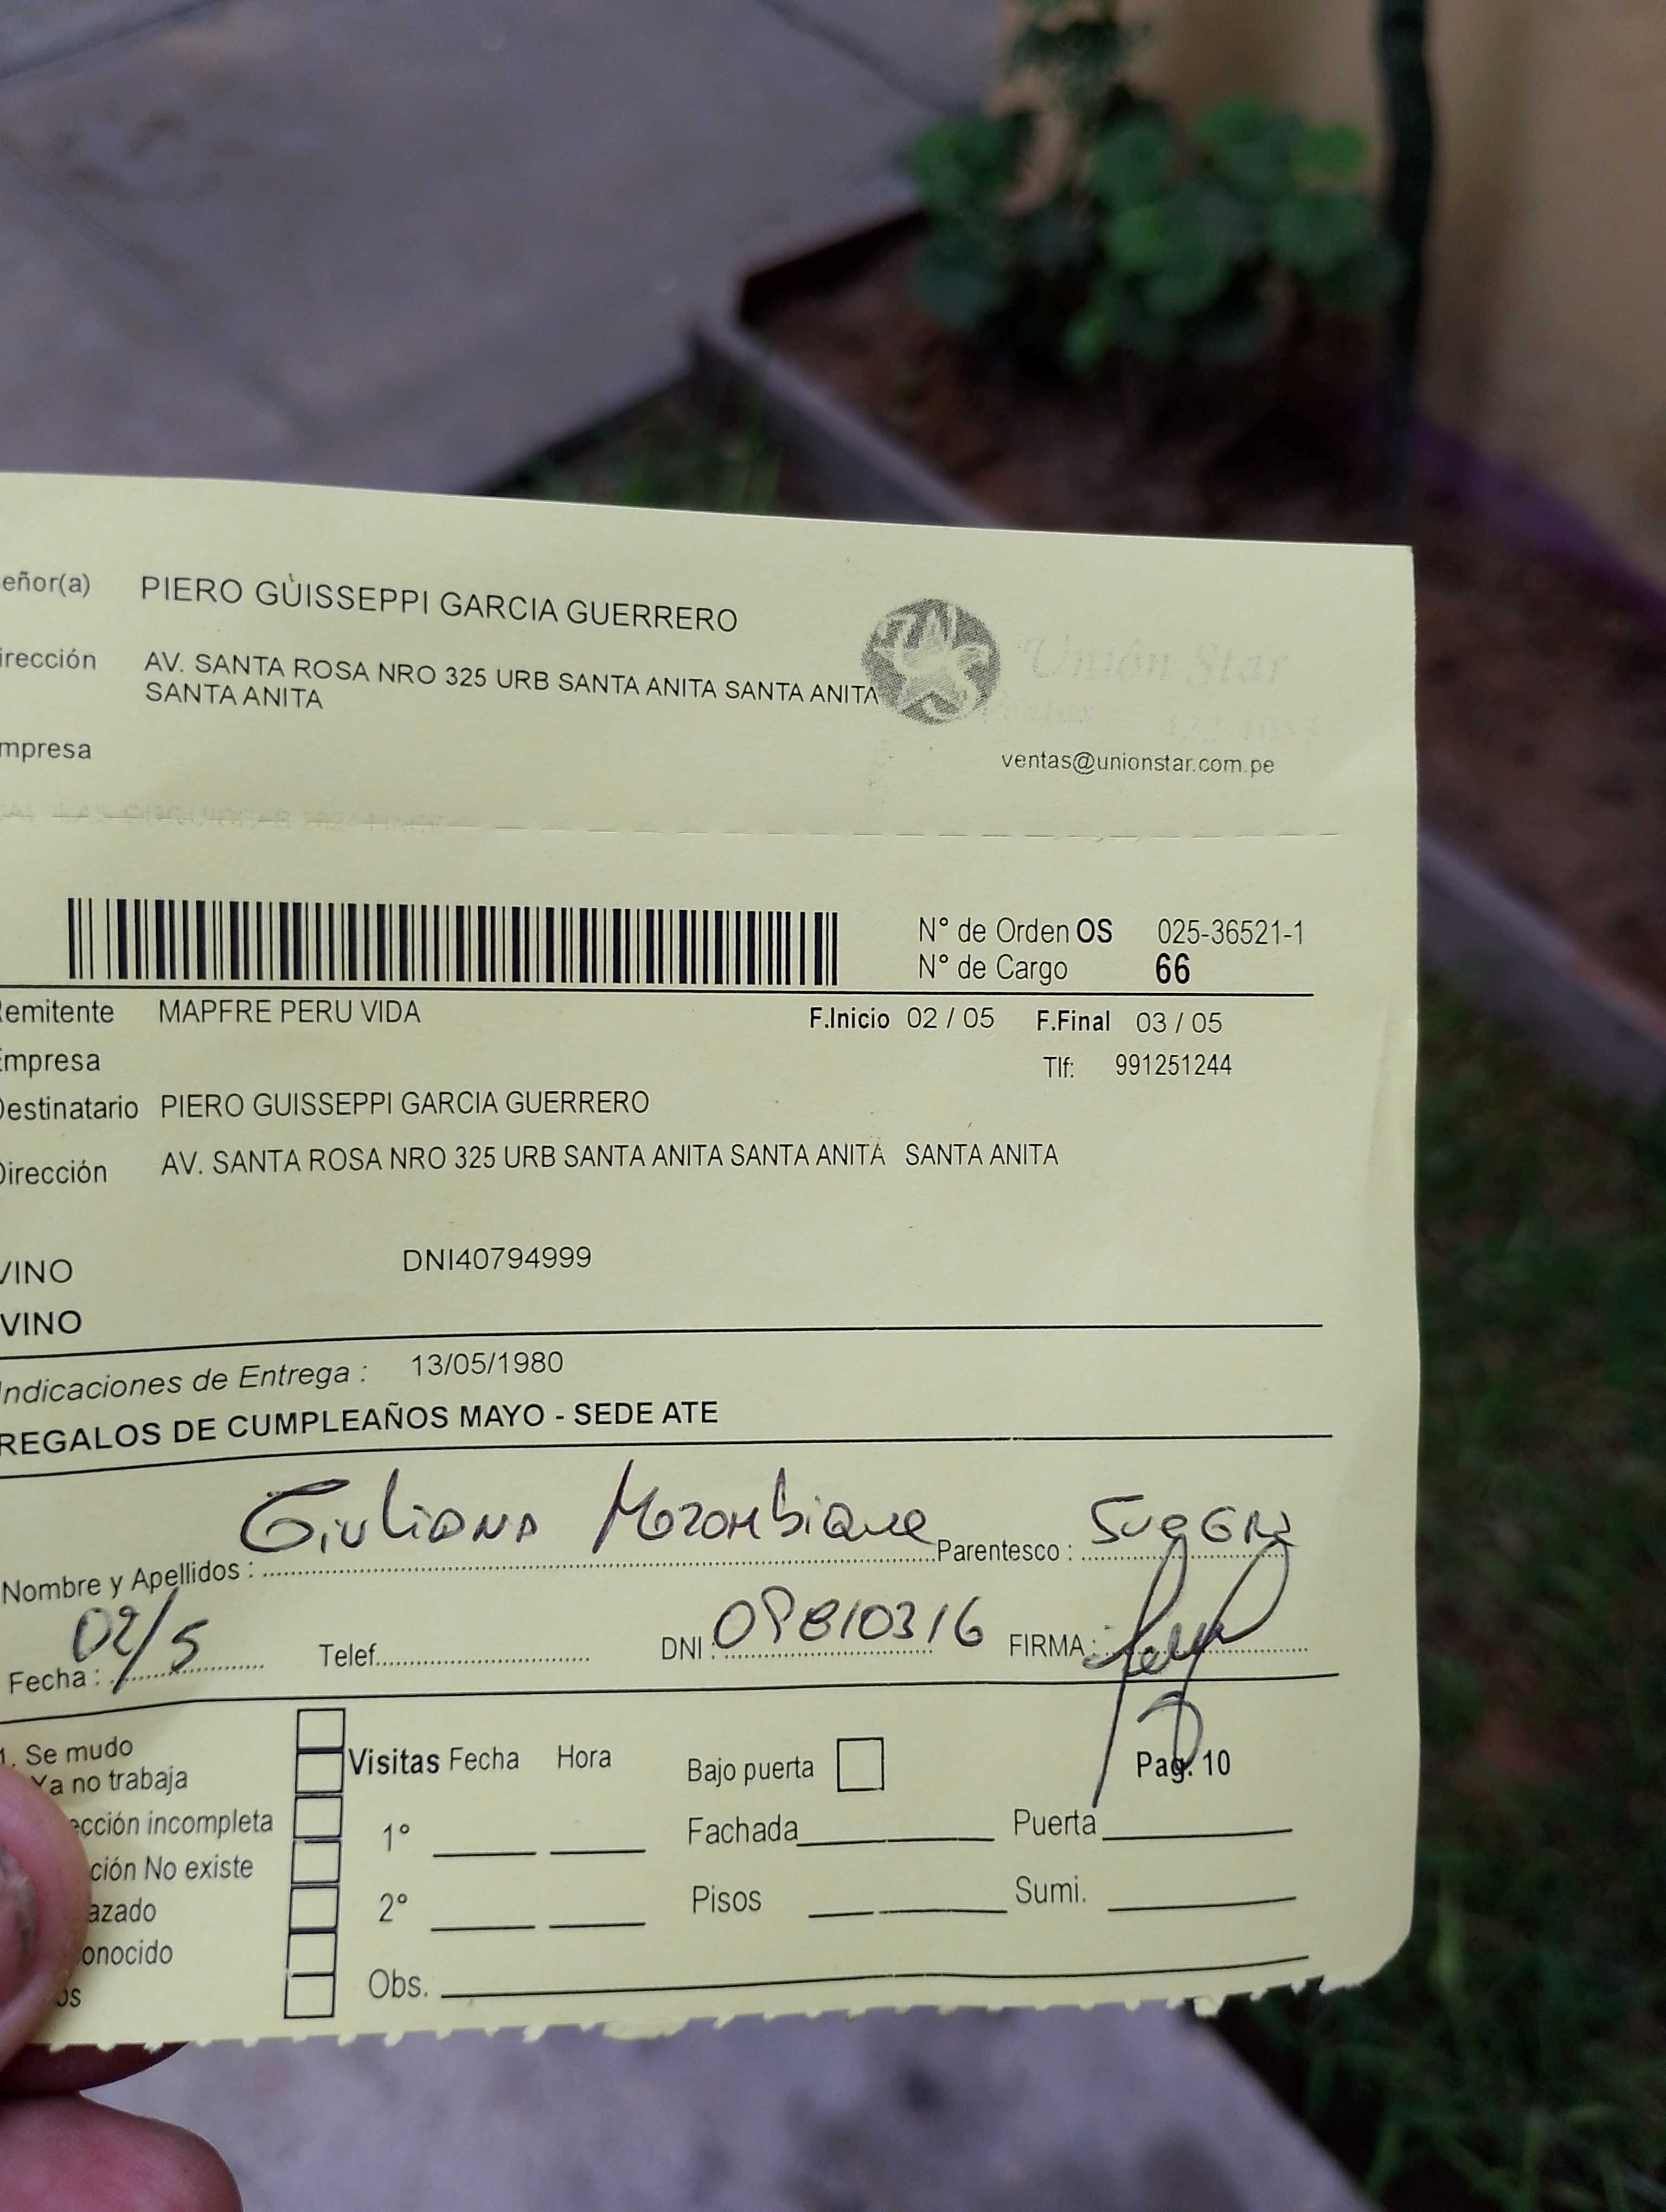 eñor(a) PIERO GUISSEPPI GARCIA GUERRERO
irección AV. SANTA ROSA NRO 325 URB SANTA ANITA SANTA ANITA
SANTA ANITA
Unión Star
mpresa
ventas@unionstar.com.pe
N° de Orden OS 025-36521-1
N° de Cargo 66
Remitente MAPFRE PERU VIDA F.Inicio 02 / 05 F.Final 03 / 05
Empresa Tlf: 991251244
Destinatario PIERO GUISSEPPI GARCIA GUERRERO
Dirección AV. SANTA ROSA NRO 325 URB SANTA ANITA SANTA ANITA SANTA ANITA
VINO DNI40794999
VINO
Indicaciones de Entrega : 13/05/1980
REGALOS DE CUMPLEAÑOS MAYO - SEDE ATE
Nombre y Apellidos : Giuliana Mozombique Parentesco : Suegra
Fecha : 02/5 Telef. DNI : 09810316 FIRMA :
1. Se mudo Visitas Fecha Hora Bajo puerta Pag. 10
Ya no trabaja
ección incompleta 1° Fachada Puerta
ción No existe
azado 2° Pisos Sumi.
onocido
os Obs.